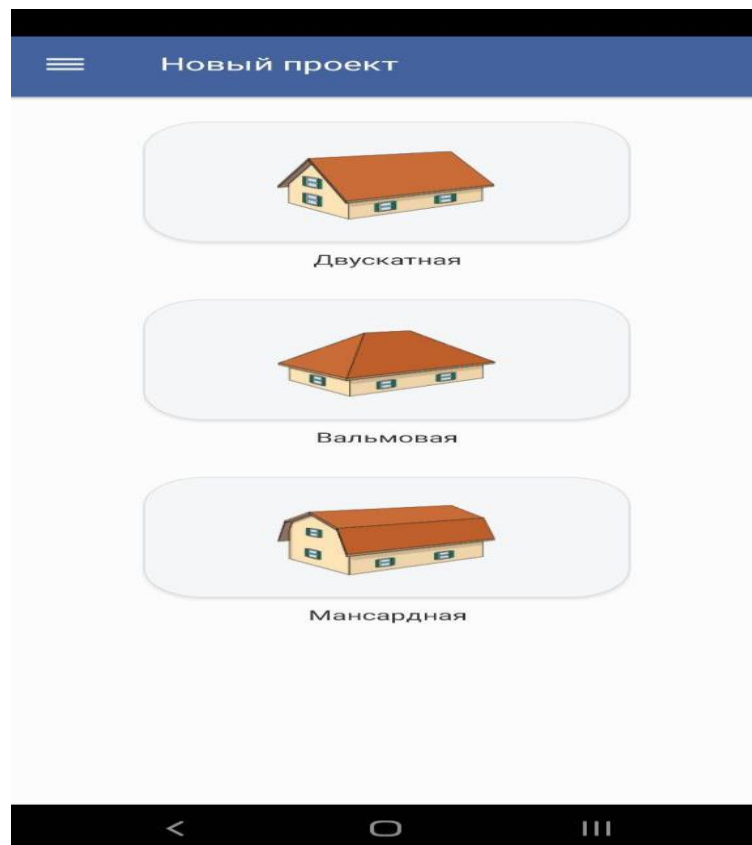 Новый проект
Двускатная
Вальмовая
Мансардная